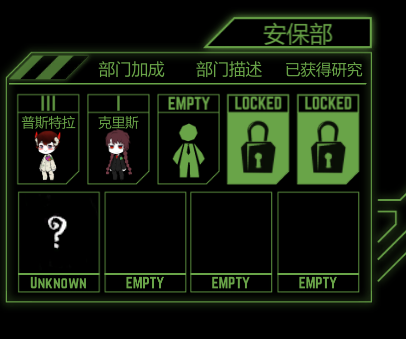 安保部
部门加成 部门描述 已获得研究
III I EMPTY LOCKED LOCKED
普斯特拉 克里斯
?
UNKNOWN EMPTY EMPTY EMPTY